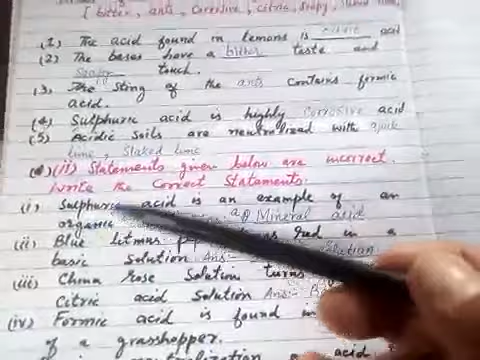 [ bitter, ants, Corrosive, citric, Soapy, slaked lime,
(1) The acid found in lemons is citric acid
(2) The bases have a bitter taste and
Soapy touch.
(3) The Sting of the ants contains formic
acid.
(4) Sulphuric acid is highly Corrosive acid
(5) Acidic Soils are neutralized with quick
lime, Slaked lime
(ii) Statements given below are incorrect.
Write the Correct Statements:
(i) Sulphuric acid is an example of an
organic Mineral acid
(ii) Blue litmus red in a
basic solution Ans:- Solution
(iii) China rose Solution turns
Citric acid solution Ans:-
(iv) Formic acid is found in
of a grasshopper.
acid